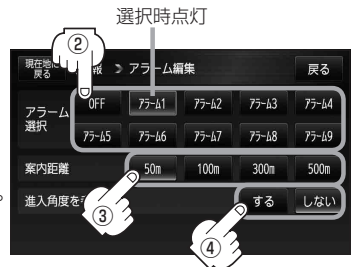 選択時点灯
②
現在地に
戻る
報 > アラーム編集
戻る
アラーム
選択
OFF ｱﾗｰﾑ1 ｱﾗｰﾑ2 ｱﾗｰﾑ3 ｱﾗｰﾑ4
ｱﾗｰﾑ5 ｱﾗｰﾑ6 ｱﾗｰﾑ7 ｱﾗｰﾑ8 ｱﾗｰﾑ9
案内距離 50m 100m 300m 500m
。
進入角度を する しない
③
④